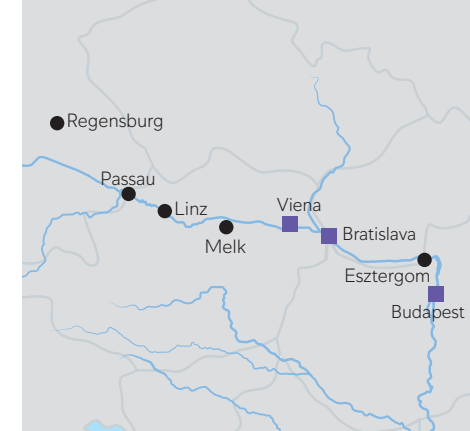 Regensburg
Passau
Linz
Viena
Melk
Bratislava
Esztergom
Budapest